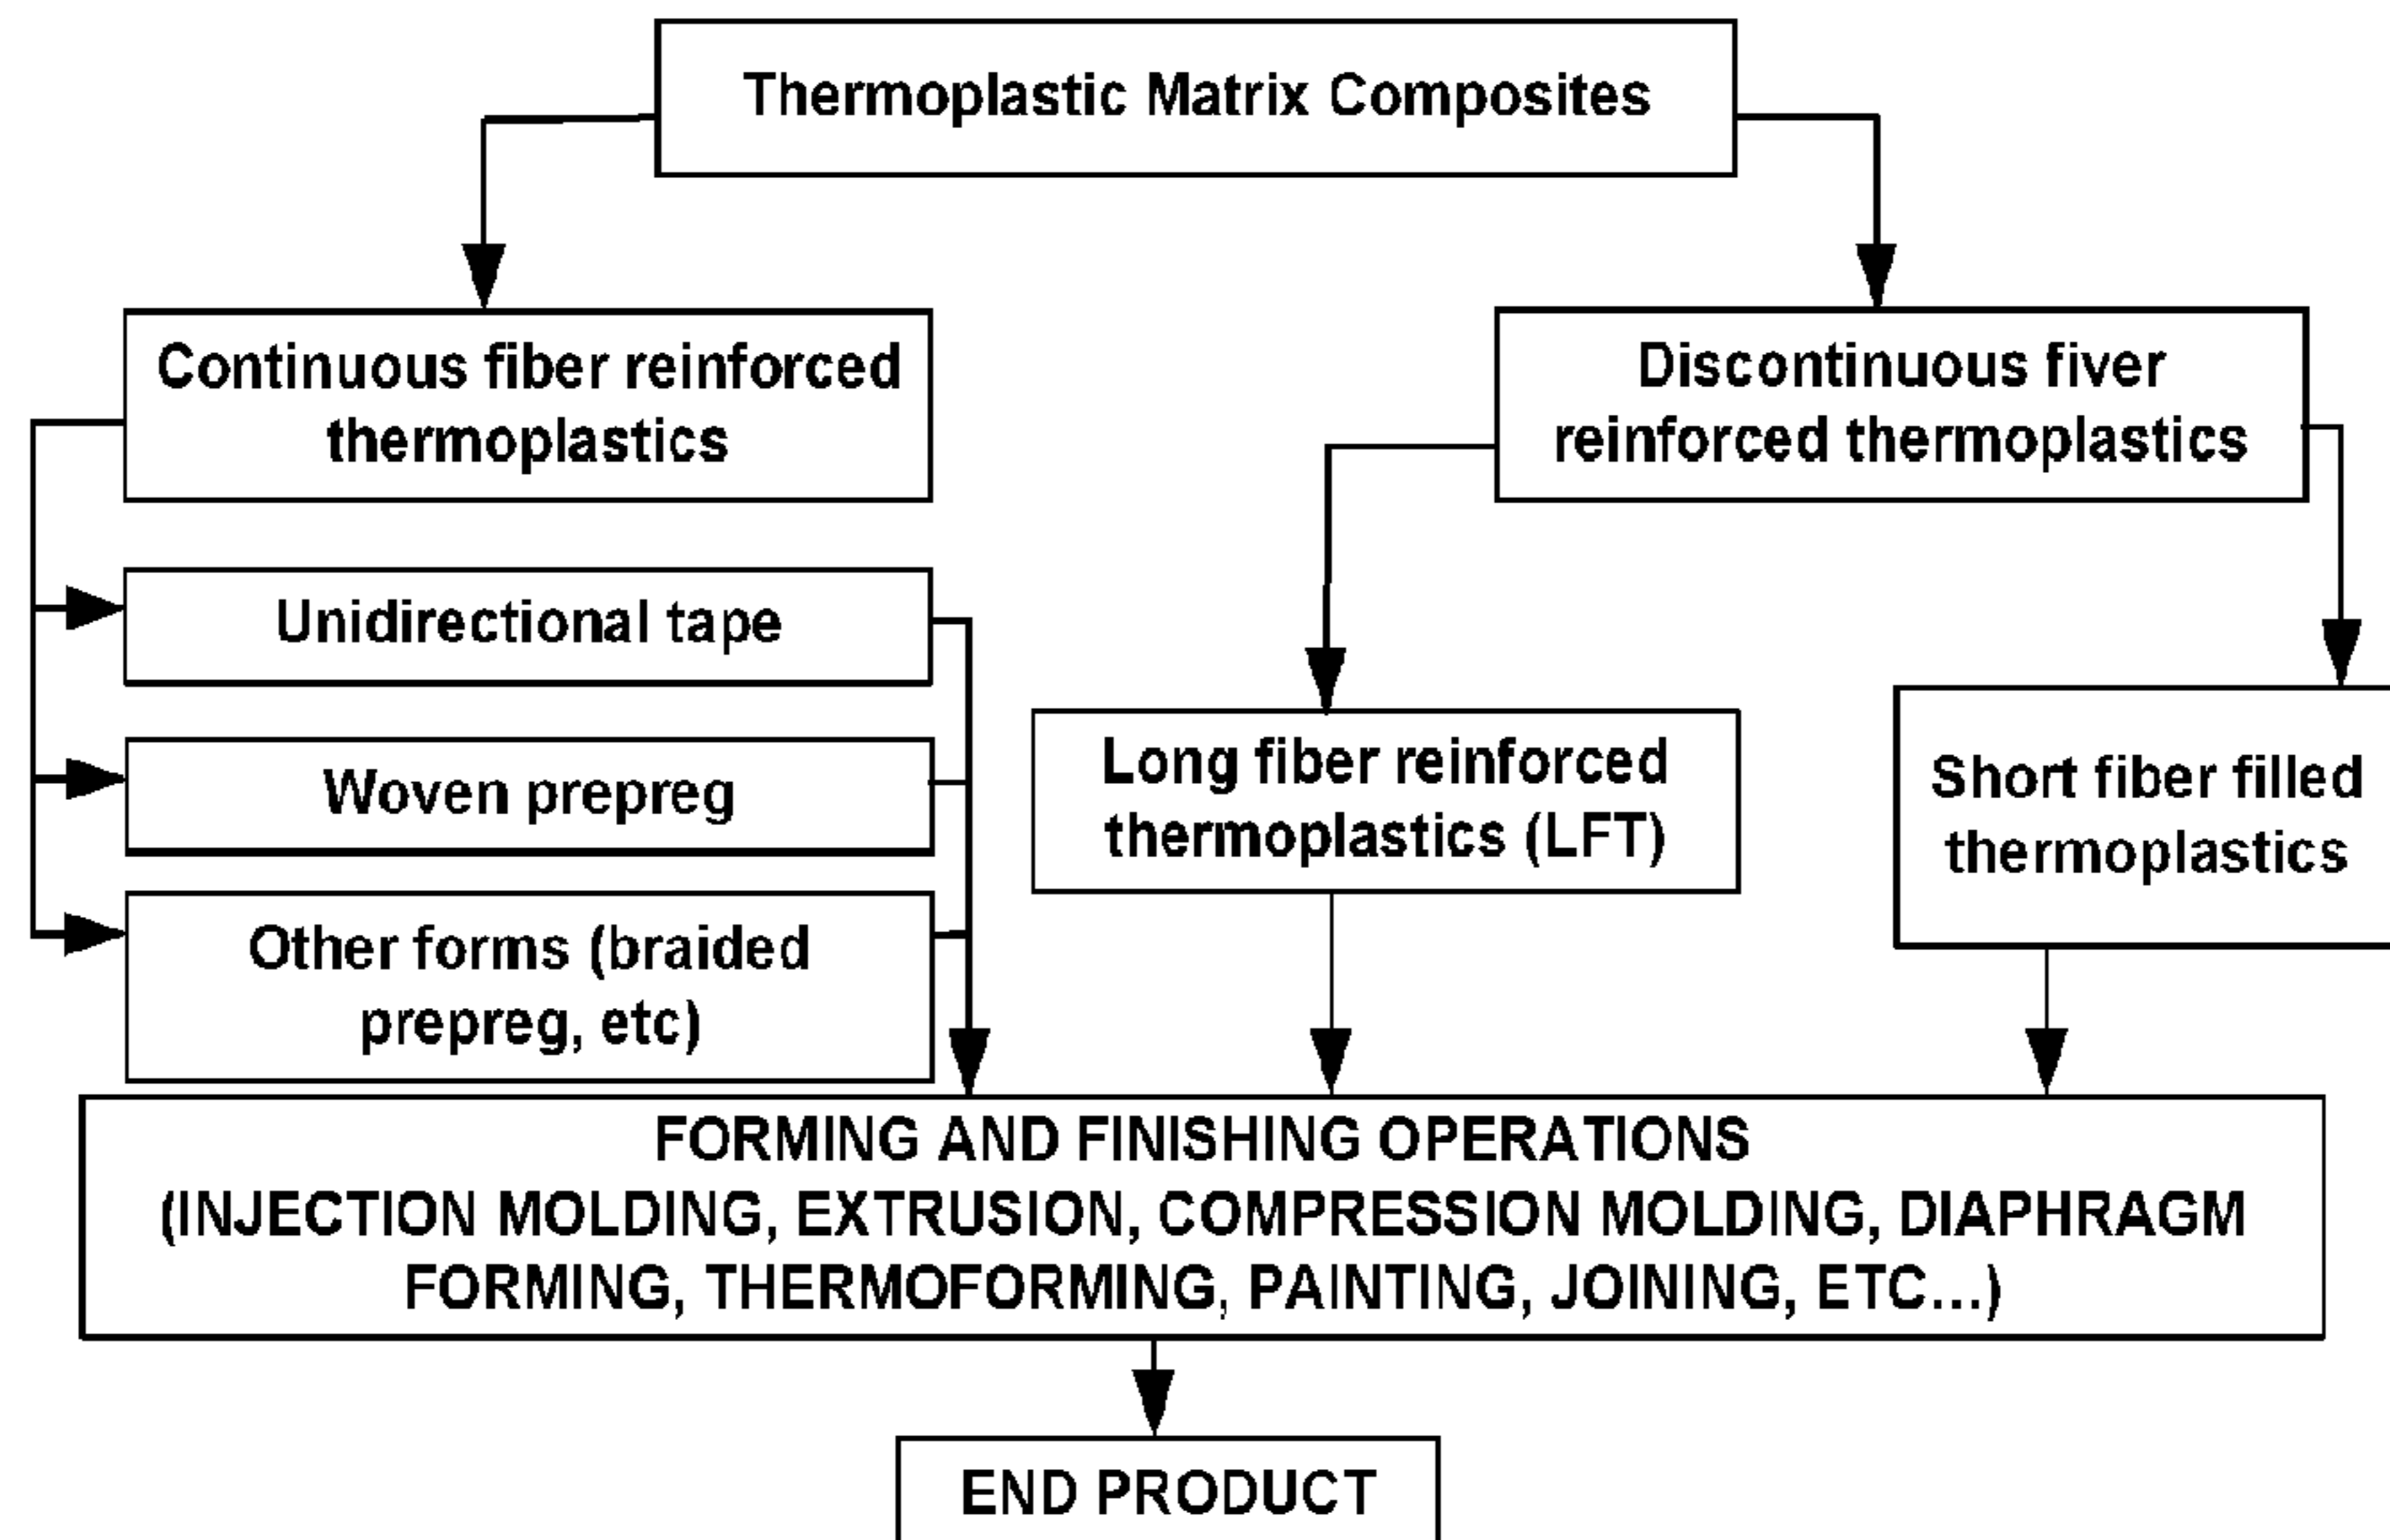 Thermoplastic Matrix Composites
Continuous fiber reinforced
thermoplastics
Discontinuous fiver
reinforced thermoplastics
Unidirectional tape
Woven prepreg
Other forms (braided
prepreg, etc)
Long fiber reinforced
thermoplastics (LFT)
Short fiber filled
thermoplastics
FORMING AND FINISHING OPERATIONS
(INJECTION MOLDING, EXTRUSION, COMPRESSION MOLDING, DIAPHRAGM
FORMING, THERMOFORMING, PAINTING, JOINING, ETC...)
END PRODUCT